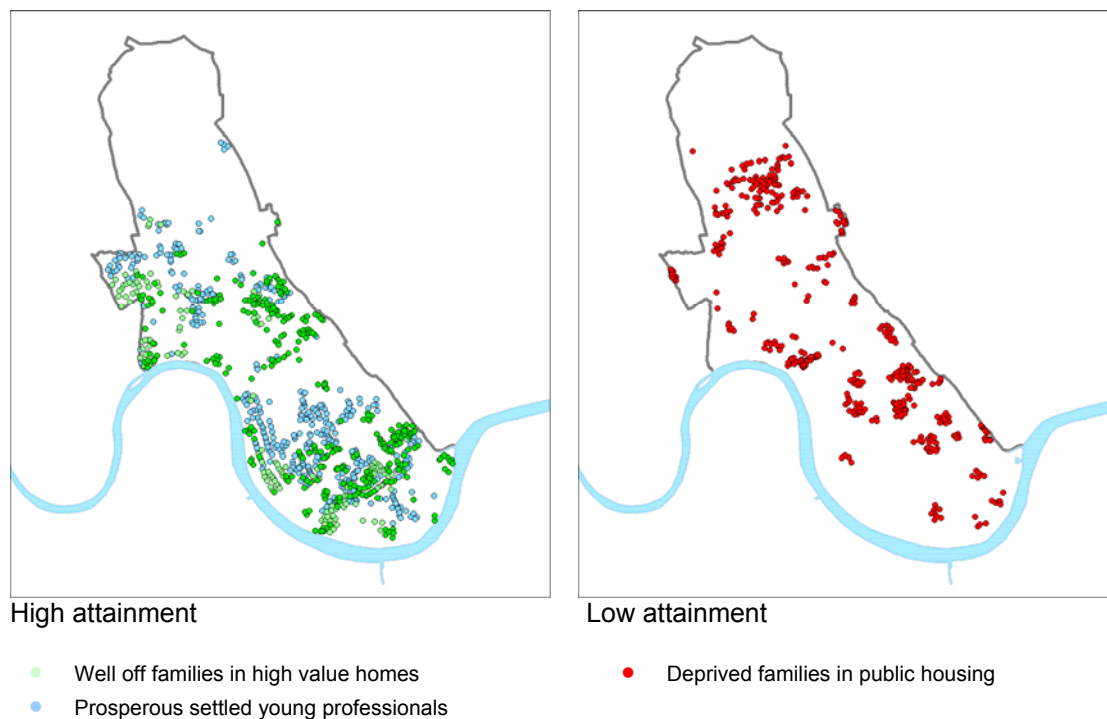 High attainment
Low attainment
Well off families in high value homes
Deprived families in public housing
Prosperous settled young professionals